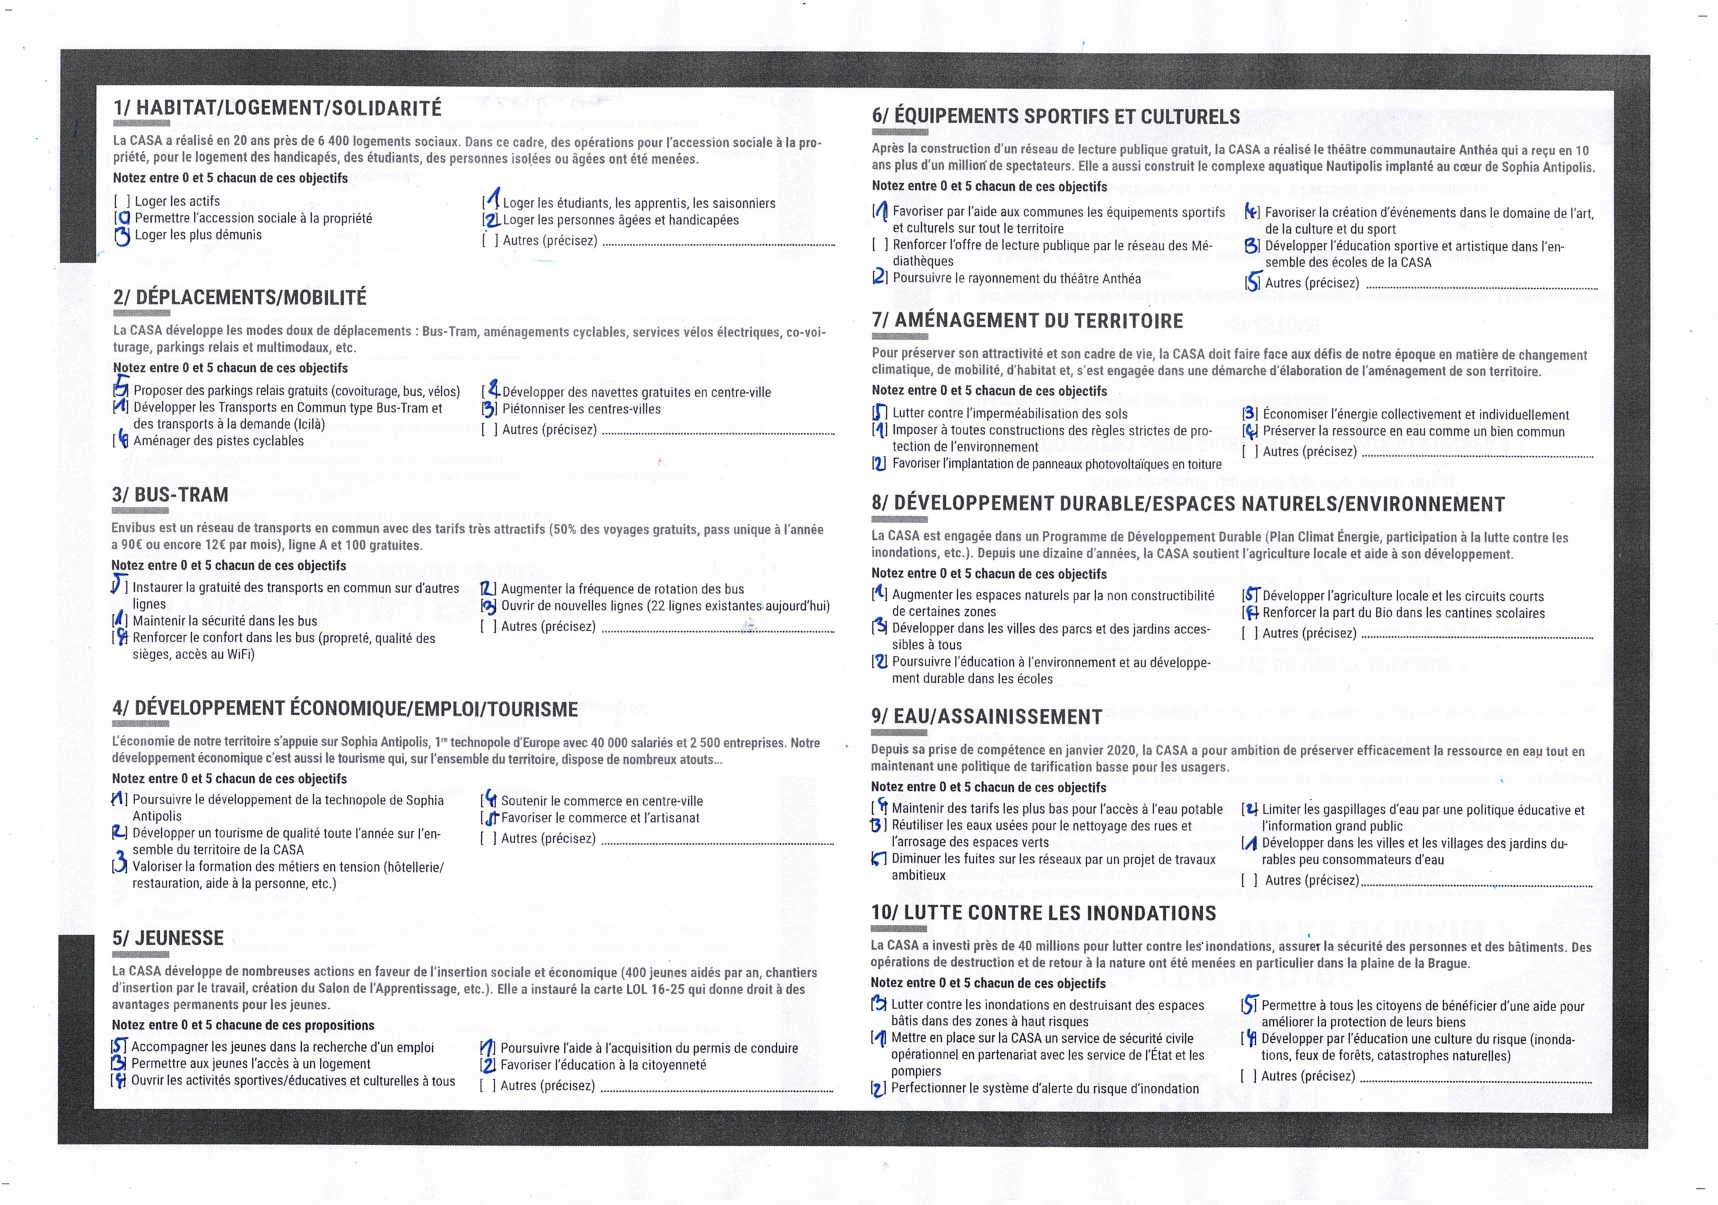 1/ HABITAT/LOGEMENT/SOLIDARITÉ
La CASA a réalisé en 20 ans près de 6 400 logements sociaux. Dans ce cadre, des opérations pour l'accession sociale à la pro-
priété, pour le logement des handicapés, des étudiants, des personnes isolées ou âgées ont été menées.
Notez entre 0 et 5 chacun de ces objectifs
[ ] Loger les actifs
[0] Permettre l'accession sociale à la propriété
[3] Loger les plus démunis
[1] Loger les étudiants, les apprentis, les saisonniers
[2] Loger les personnes âgées et handicapées
[ ] Autres (précisez)
2/ DÉPLACEMENTS/MOBILITÉ
La CASA développe les modes doux de déplacements : Bus-Tram, aménagements cyclables, services vélos électriques, co-voi-
turage, parkings relais et multimodaux, etc.
Notez entre 0 et 5 chacun de ces objectifs
[5] Proposer des parkings relais gratuits (covoiturage, bus, vélos)
[1] Développer les Transports en Commun type Bus-Tram et
des transports à la demande (Icilà)
[4] Aménager des pistes cyclables
[2] Développer des navettes gratuites en centre-ville
[3] Piétonniser les centres-villes
[ ] Autres (précisez)
3/ BUS-TRAM
Envibus est un réseau de transports en commun avec des tarifs très attractifs (50% des voyages gratuits, pass unique à l'année
a 90€ ou encore 12€ par mois), ligne A et 100 gratuites.
Notez entre 0 et 5 chacun de ces objectifs
[5] Instaurer la gratuité des transports en commun sur d'autres
lignes
[1] Maintenir la sécurité dans les bus
[4] Renforcer le confort dans les bus (propreté, qualité des
sièges, accès au WiFi)
[2] Augmenter la fréquence de rotation des bus
[3] Ouvrir de nouvelles lignes (22 lignes existantes aujourd'hui)
[ ] Autres (précisez)
4/ DÉVELOPPEMENT ÉCONOMIQUE/EMPLOI/TOURISME
L'économie de notre territoire s'appuie sur Sophia Antipolis, 1re technopole d'Europe avec 40 000 salariés et 2 500 entreprises. Notre
développement économique c'est aussi le tourisme qui, sur l'ensemble du territoire, dispose de nombreux atouts...
Notez entre 0 et 5 chacun de ces objectifs
[1] Poursuivre le développement de la technopole de Sophia
Antipolis
[2] Développer un tourisme de qualité toute l'année sur l'en-
semble du territoire de la CASA
[3] Valoriser la formation des métiers en tension (hôtellerie/
restauration, aide à la personne, etc.)
[4] Soutenir le commerce en centre-ville
[5] Favoriser le commerce et l'artisanat
[ ] Autres (précisez)
5/ JEUNESSE
La CASA développe de nombreuses actions en faveur de l'insertion sociale et économique (400 jeunes aidés par an, chantiers
d'insertion par le travail, création du Salon de l'Apprentissage, etc.). Elle a instauré la carte LOL 16-25 qui donne droit à des
avantages permanents pour les jeunes.
Notez entre 0 et 5 chacune de ces propositions
[5] Accompagner les jeunes dans la recherche d'un emploi
[3] Permettre aux jeunes l'accès à un logement
[4] Ouvrir les activités sportives/éducatives et culturelles à tous
[1] Poursuivre l'aide à l'acquisition du permis de conduire
[2] Favoriser l'éducation à la citoyenneté
[ ] Autres (précisez)
6/ ÉQUIPEMENTS SPORTIFS ET CULTURELS
Après la construction d'un réseau de lecture publique gratuit, la CASA a réalisé le théâtre communautaire Anthéa qui a reçu en 10
ans plus d'un million de spectateurs. Elle a aussi construit le complexe aquatique Nautipolis implanté au cœur de Sophia Antipolis.
Notez entre 0 et 5 chacun de ces objectifs
[1] Favoriser par l'aide aux communes les équipements sportifs
et culturels sur tout le territoire
[ ] Renforcer l'offre de lecture publique par le réseau des Mé-
diathèques
[2] Poursuivre le rayonnement du théâtre Anthéa
[4] Favoriser la création d'événements dans le domaine de l'art,
de la culture et du sport
[3] Développer l'éducation sportive et artistique dans l'en-
semble des écoles de la CASA
[5] Autres (précisez)
7/ AMÉNAGEMENT DU TERRITOIRE
Pour préserver son attractivité et son cadre de vie, la CASA doit faire face aux défis de notre époque en matière de changement
climatique, de mobilité, d'habitat et, s'est engagée dans une démarche d'élaboration de l'aménagement de son territoire.
Notez entre 0 et 5 chacun de ces objectifs
[5] Lutter contre l'imperméabilisation des sols
[1] Imposer à toutes constructions des règles strictes de pro-
tection de l'environnement
[2] Favoriser l'implantation de panneaux photovoltaïques en toiture
[3] Économiser l'énergie collectivement et individuellement
[4] Préserver la ressource en eau comme un bien commun
[ ] Autres (précisez)
8/ DÉVELOPPEMENT DURABLE/ESPACES NATURELS/ENVIRONNEMENT
La CASA est engagée dans un Programme de Développement Durable (Plan Climat Énergie, participation à la lutte contre les
inondations, etc.). Depuis une dizaine d'années, la CASA soutient l'agriculture locale et aide à son développement.
Notez entre 0 et 5 chacun de ces objectifs
[1] Augmenter les espaces naturels par la non constructibilité
de certaines zones
[3] Développer dans les villes des parcs et des jardins acces-
sibles à tous
[2] Poursuivre l'éducation à l'environnement et au développe-
ment durable dans les écoles
[5] Développer l'agriculture locale et les circuits courts
[4] Renforcer la part du Bio dans les cantines scolaires
[ ] Autres (précisez)
9/ EAU/ASSAINISSEMENT
Depuis sa prise de compétence en janvier 2020, la CASA a pour ambition de préserver efficacement la ressource en eau tout en
maintenant une politique de tarification basse pour les usagers.
Notez entre 0 et 5 chacun de ces objectifs
[4] Maintenir des tarifs les plus bas pour l'accès à l'eau potable
[3] Réutiliser les eaux usées pour le nettoyage des rues et
l'arrosage des espaces verts
[5] Diminuer les fuites sur les réseaux par un projet de travaux
ambitieux
[2] Limiter les gaspillages d'eau par une politique éducative et
l'information grand public
[1] Développer dans les villes et les villages des jardins du-
rables peu consommateurs d'eau
[ ] Autres (précisez)
10/ LUTTE CONTRE LES INONDATIONS
La CASA a investi près de 40 millions pour lutter contre les inondations, assurer la sécurité des personnes et des bâtiments. Des
opérations de destruction et de retour à la nature ont été menées en particulier dans la plaine de la Brague.
Notez entre 0 et 5 chacun de ces objectifs
[3] Lutter contre les inondations en destruisant des espaces
bâtis dans des zones à haut risques
[1] Mettre en place sur la CASA un service de sécurité civile
opérationnel en partenariat avec les service de l'État et les
pompiers
[2] Perfectionner le système d'alerte du risque d'inondation
[5] Permettre à tous les citoyens de bénéficier d'une aide pour
améliorer la protection de leurs biens
[4] Développer par l'éducation une culture du risque (inonda-
tions, feux de forêts, catastrophes naturelles)
[ ] Autres (précisez)